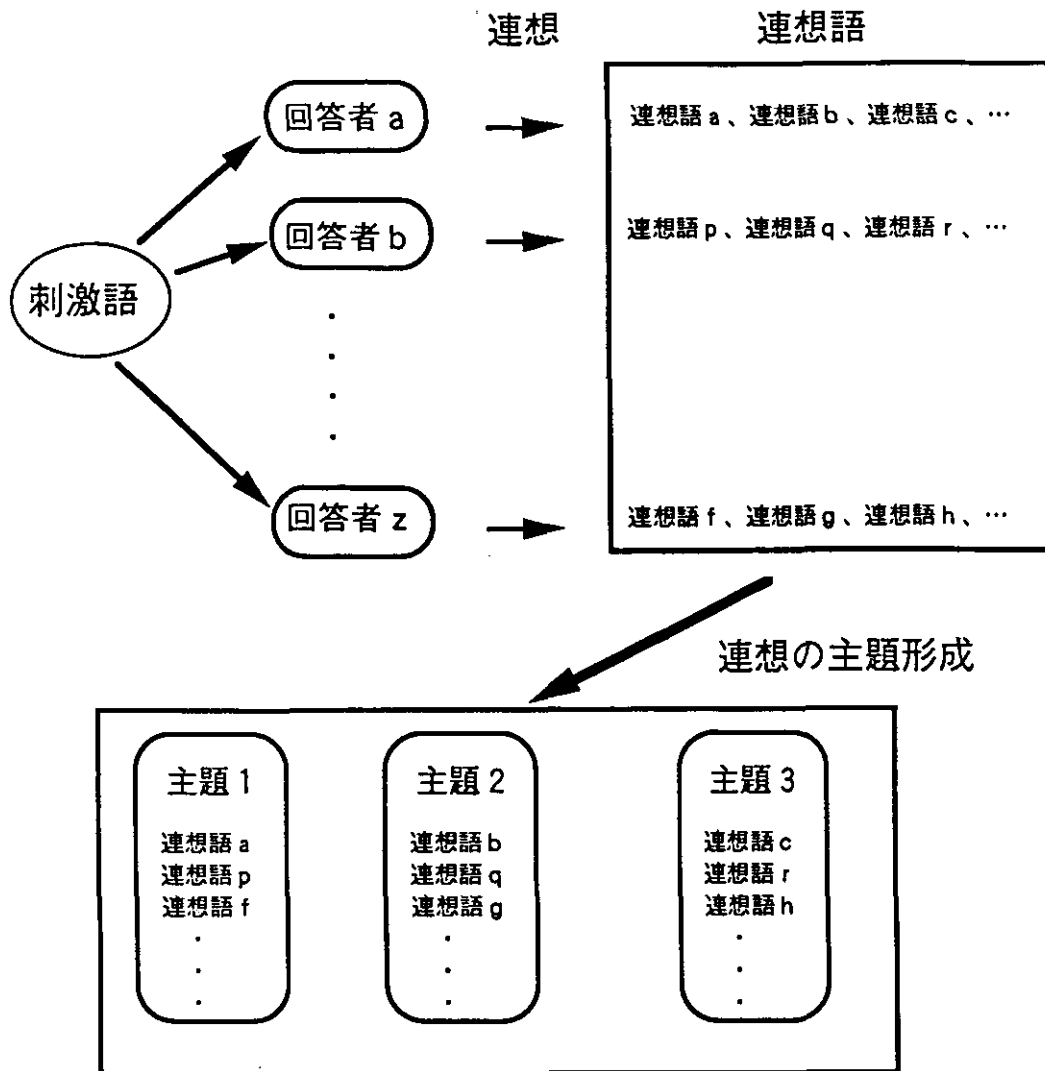 連想 連想語
回答者 a 連想語 a 、連想語 b 、連想語 c 、…
回答者 b 連想語 p 、連想語 q 、連想語 r 、…
刺激語
回答者 z 連想語 f 、連想語 g 、連想語 h 、…
連想の主題形成
主題 1 主題 2 主題 3
連想語 a 連想語 b 連想語 c
連想語 p 連想語 q 連想語 r
連想語 f 連想語 g 連想語 h